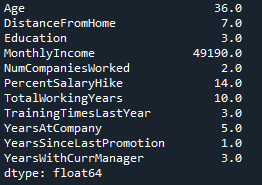 Age 36.0
DistanceFromHome 7.0
Education 3.0
MonthlyIncome 49190.0
NumCompaniesWorked 2.0
PercentSalaryHike 14.0
TotalWorkingYears 10.0
TrainingTimesLastYear 3.0
YearsAtCompany 5.0
YearsSinceLastPromotion 1.0
YearsWithCurrManager 3.0
dtype: float64